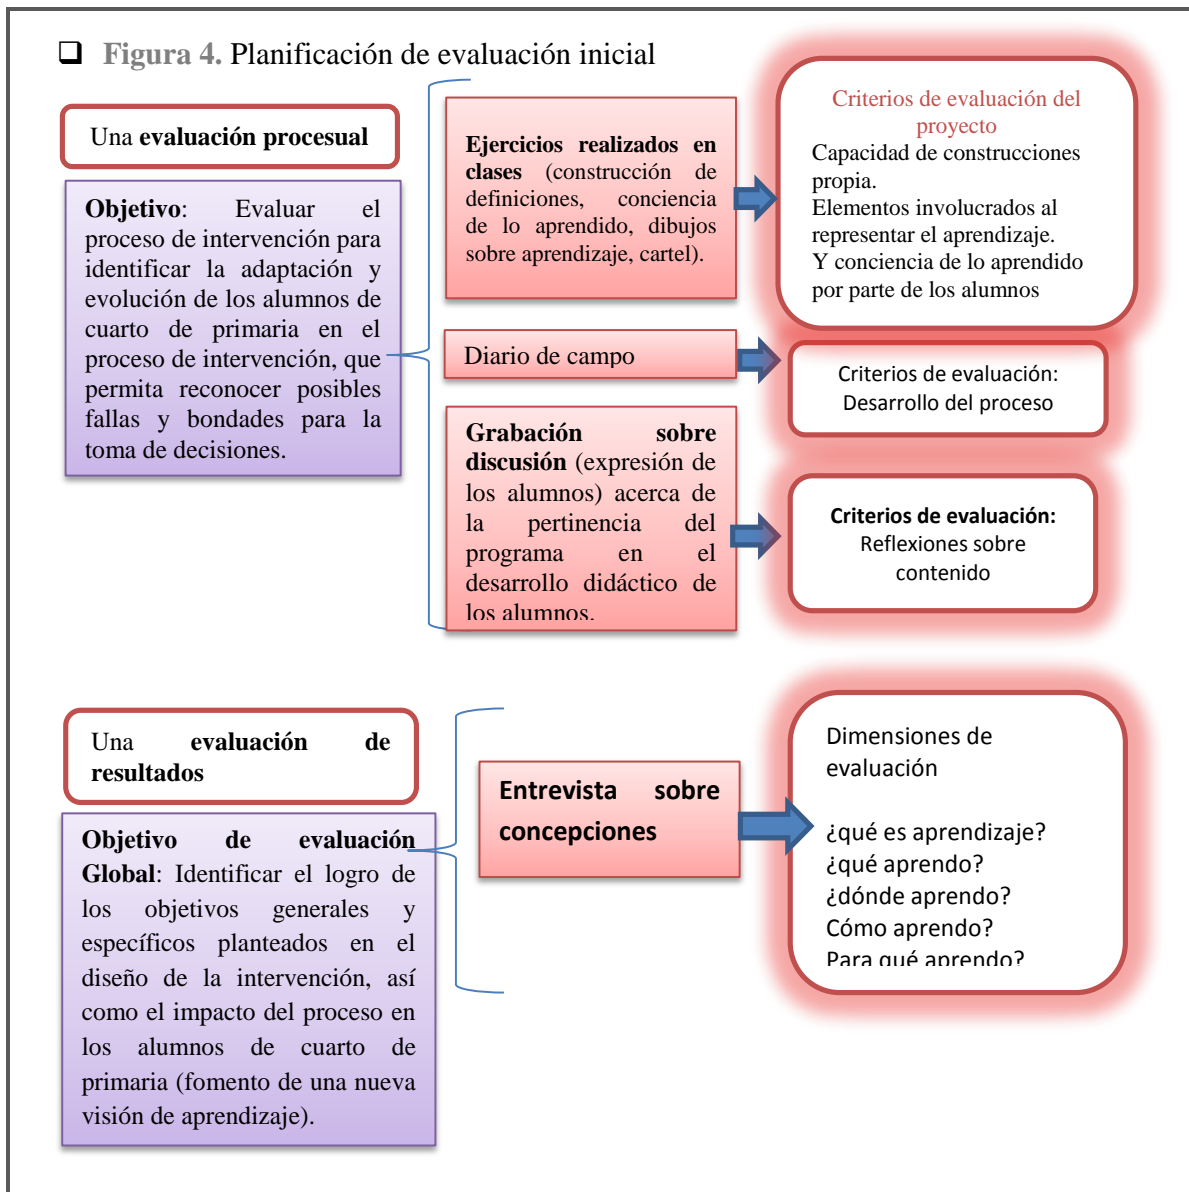 ❑ Figura 4. Planificación de evaluación inicial
Una evaluación procesual
Objetivo: Evaluar el
proceso de intervención para
identificar la adaptación y
evolución de los alumnos de
cuarto de primaria en el
proceso de intervención, que
permita reconocer posibles
fallas y bondades para la
toma de decisiones.
Ejercicios realizados en
clases (construcción de
definiciones, conciencia
de lo aprendido, dibujos
sobre aprendizaje, cartel).
Criterios de evaluación del
proyecto
Capacidad de construcciones
propia.
Elementos involucrados al
representar el aprendizaje.
Y conciencia de lo aprendido
por parte de los alumnos
Diario de campo
Criterios de evaluación:
Desarrollo del proceso
Grabación sobre
discusión (expresión de
los alumnos) acerca de
la pertinencia del
programa en el
desarrollo didáctico de
los alumnos.
Criterios de evaluación:
Reflexiones sobre
contenido
Una evaluación de
resultados
Objetivo de evaluación
Global: Identificar el logro de
los objetivos generales y
específicos planteados en el
diseño de la intervención, así
como el impacto del proceso en
los alumnos de cuarto de
primaria (fomento de una nueva
visión de aprendizaje).
Entrevista sobre
concepciones
Dimensiones de
evaluación
¿qué es aprendizaje?
¿qué aprendo?
¿dónde aprendo?
Cómo aprendo?
Para qué aprendo?